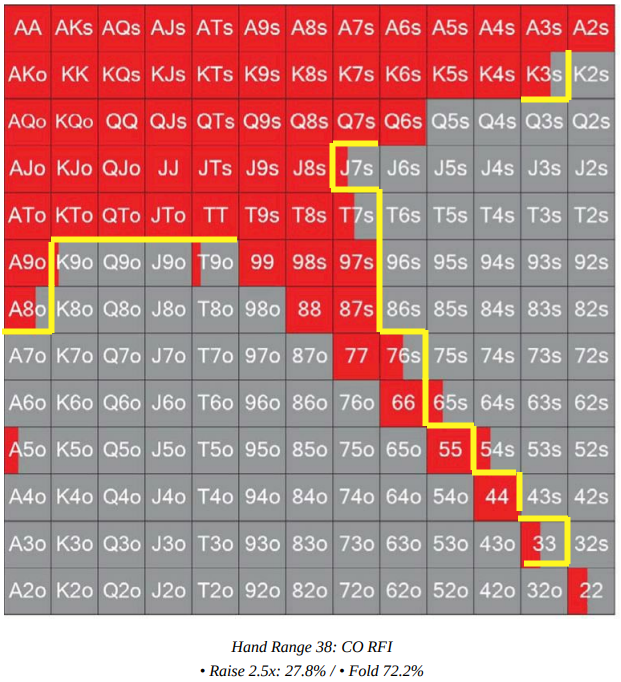 AA AKs AQs AJs ATs A9s A8s A7s A6s A5s A4s A3s A2s
AKo KK KQs KJs KTs K9s K8s K7s K6s K5s K4s K3s K2s
AQo KQo QQ QJs QTs Q9s Q8s Q7s Q6s Q5s Q4s Q3s Q2s
AJo KJo QJo JJ JTs J9s J8s J7s J6s J5s J4s J3s J2s
ATo KTo QTo JTo TT T9s T8s T7s T6s T5s T4s T3s T2s
A9o K9o Q9o J9o T9o 99 98s 97s 96s 95s 94s 93s 92s
A8o K8o Q8o J8o T8o 98o 88 87s 86s 85s 84s 83s 82s
A7o K7o Q7o J7o T7o 97o 87o 77 76s 75s 74s 73s 72s
A6o K6o Q6o J6o T6o 96o 86o 76o 66 65s 64s 63s 62s
A5o K5o Q5o J5o T5o 95o 85o 75o 65o 55 54s 53s 52s
A4o K4o Q4o J4o T4o 94o 84o 74o 64o 54o 44 43s 42s
A3o K3o Q3o J3o T3o 93o 83o 73o 63o 53o 43o 33 32s
A2o K2o Q2o J2o T2o 92o 82o 72o 62o 52o 42o 32o 22
Hand Range 38: CO RFI
• Raise 2.5x: 27.8% / • Fold 72.2%